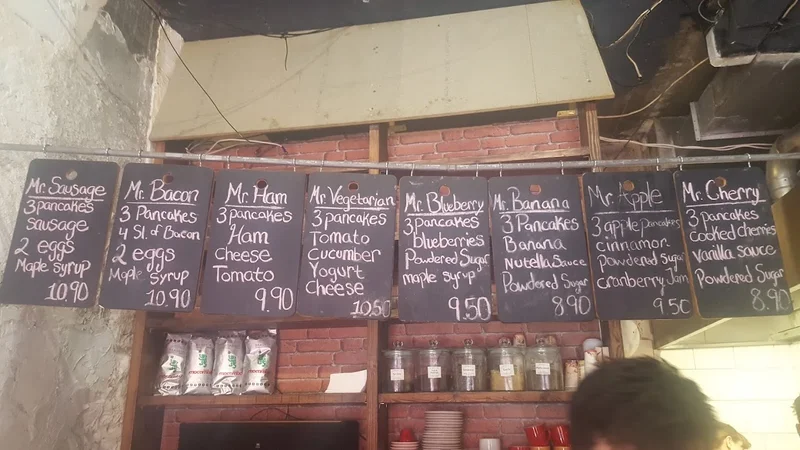 Mr. Sausage
3 pancakes
sausage
2 eggs
Maple syrup
10.90
Mr. Bacon
3 Pancakes
4 Sl. of Bacon
2 eggs
Maple Syrup
10.90
Mr. Ham
3 pancakes
Ham
cheese
Tomato
9.90
Mr. Vegetarian
3 pancakes
Tomato
Cucumber
Yogurt
cheese
10.50
Mr. Blueberry
3 pancakes
blueberries
Powdered Sugar
maple syrup
9.50
Mr. Banana
3 Pancakes
Banana
Nutella Sauce
Powdered Sugar
8.90
Mr. Apple
3 apple pancakes
cinnamon
Powdered Sugar
cranberry Jam
9.50
Mr. Cherry
3 pancakes
cooked cherries
Vanilla sauce
Powdered Sugar
8.90